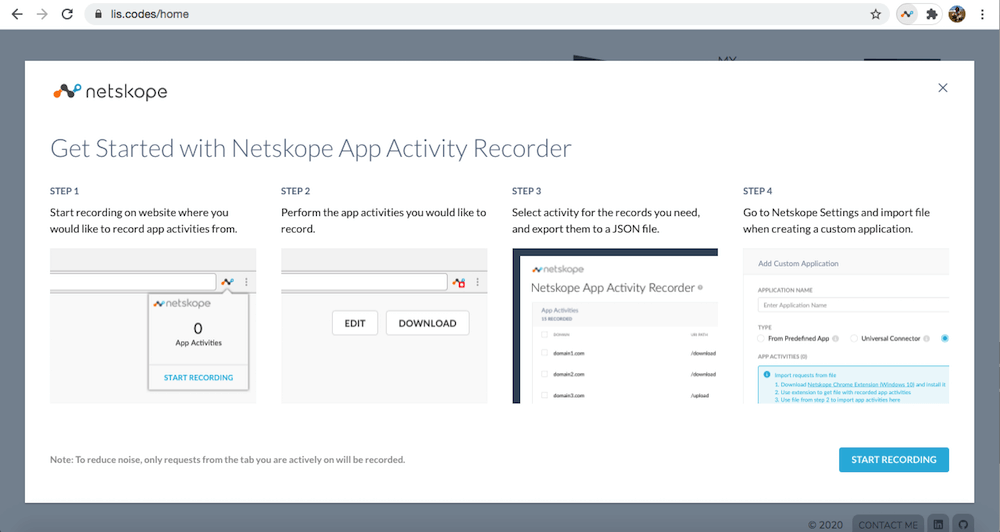 lis.codes/home
MY
netskope
Get Started with Netskope App Activity Recorder
STEP 1
Start recording on website where you
would like to record app activities from.
netskope
0
App Activities
START RECORDING
STEP 2
Perform the app activities you would like to
record.
EDIT
DOWNLOAD
STEP 3
Select activity for the records you need,
and export them to a JSON file.
netskope
Netskope App Activity Recorder
App Activities
15 RECORDED
DOMAIN
URL PATH
domain1.com
/download
domain2.com
/download
domain3.com
/upload
STEP 4
Go to Netskope Settings and import file
when creating a custom application.
Add Custom Application
APPLICATION NAME
Enter Application Name
TYPE
From Predefined App
Universal Connector
APP ACTIVITIES (0)
Import requests from file
1. Download Netskope Chrome Extension (Windows 10) and install it
2. Use extension to get file with recorded app activities
3. Use file from step 2 to import app activities here
Note: To reduce noise, only requests from the tab you are actively on will be recorded.
START RECORDING
© 2020
CONTACT ME